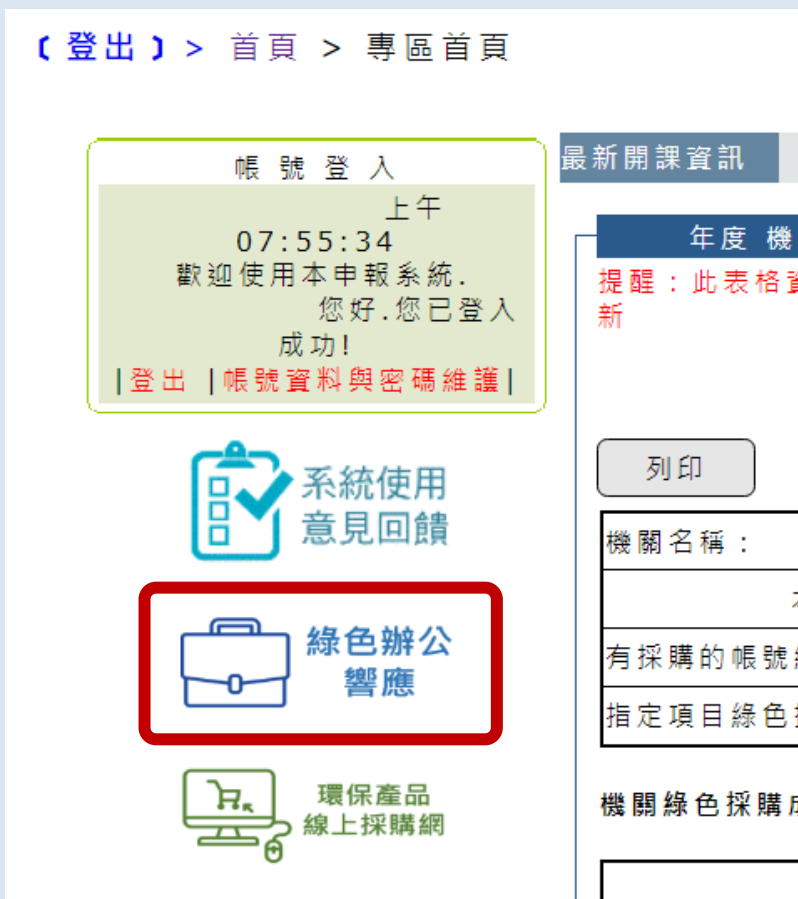 (登出)> 首頁 > 專區首頁
帳 號 登 入
上午
07:55:34
歡迎使用本申報系統.
您好.您已登入
成功!
|登出 |帳號資料與密碼維護|
系統使用
意見回饋
綠色辦公
響應
環保產品
線上採購網
最新開課資訊
年度 機
提醒：此表格
新
列印
機關名稱：
有採購的帳號
指定項目綠色
機關綠色採購